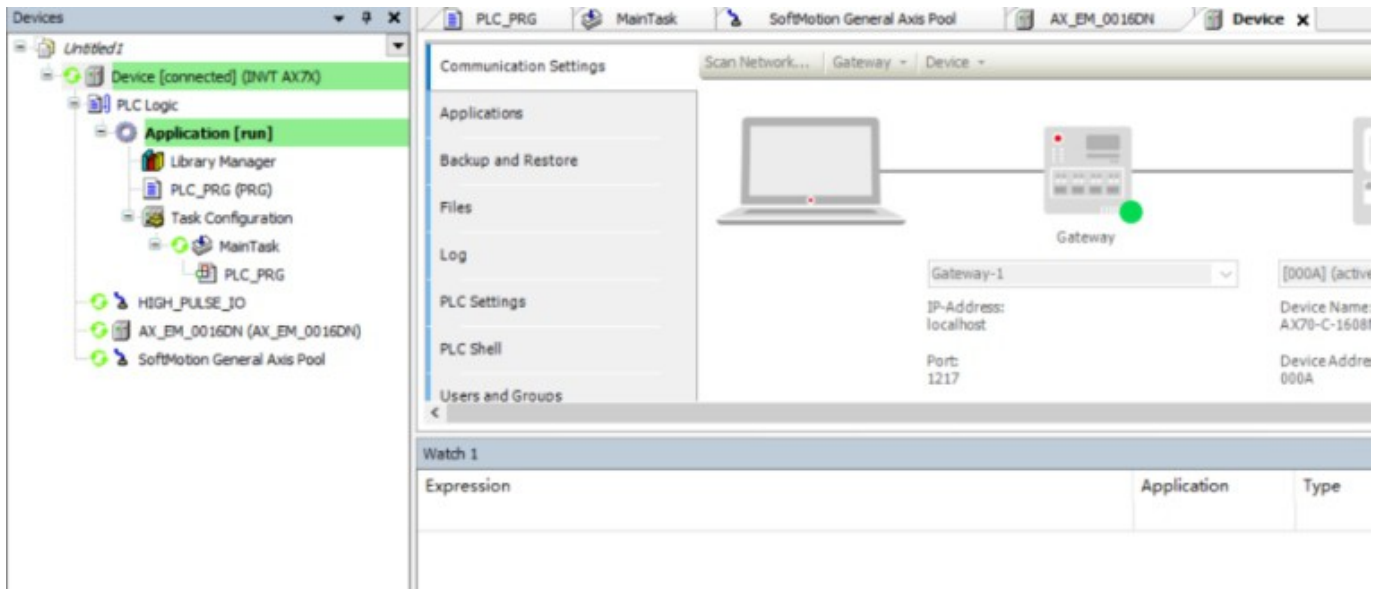 Devices
Untitled1
Device [connected] (INVT AX7X)
PLC Logic
Application [run]
Library Manager
PLC_PRG (PRG)
Task Configuration
MainTask
PLC_PRG
HIGH_PULSE_IO
AX_EM_0016DN (AX_EM_0016DN)
SoftMotion General Axis Pool
PLC_PRG MainTask SoftMotion General Axis Pool AX_EM_0016DN Device
Communication Settings
Applications
Backup and Restore
Files
Log
PLC Settings
PLC Shell
Users and Groups
Scan Network... Gateway Device
Gateway
Gateway-1
IP-Address:
localhost
Port:
1217
[000A] (active
Device Name:
AX70-C-1608
Device Addre
000A
Watch 1
Expression Application Type